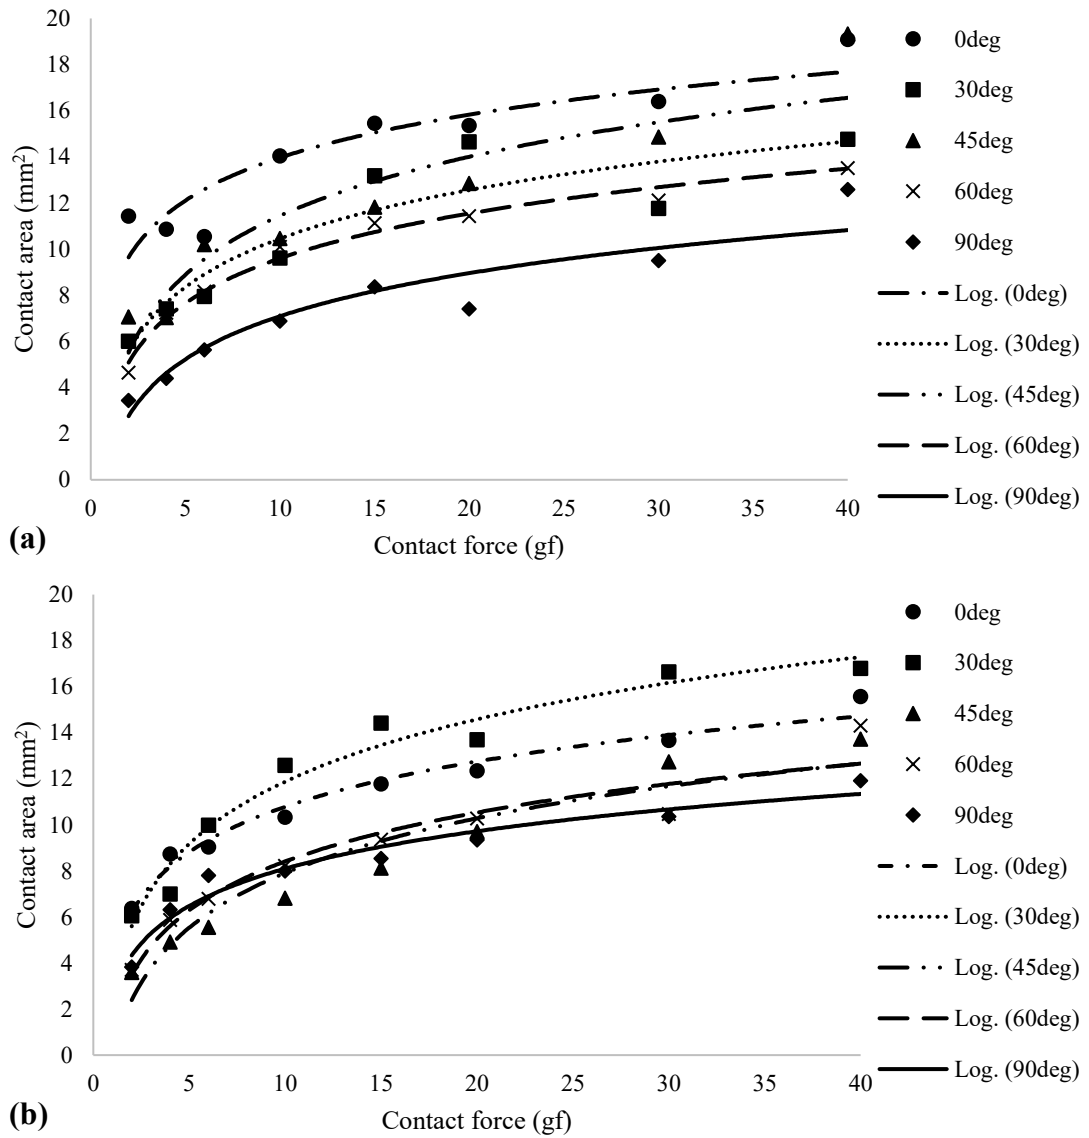 20
18
16
14
12
10
8
6
4
2
0
0 5 10 15 20 25 30 35 40
Contact area (mm²)
Contact force (gf)
0deg
30deg
45deg
60deg
90deg
Log. (0deg)
Log. (30deg)
Log. (45deg)
Log. (60deg)
Log. (90deg)
(a)
20
18
16
14
12
10
8
6
4
2
0
0 5 10 15 20 25 30 35 40
Contact area (mm²)
Contact force (gf)
0deg
30deg
45deg
60deg
90deg
Log. (0deg)
Log. (30deg)
Log. (45deg)
Log. (60deg)
Log. (90deg)
(b)